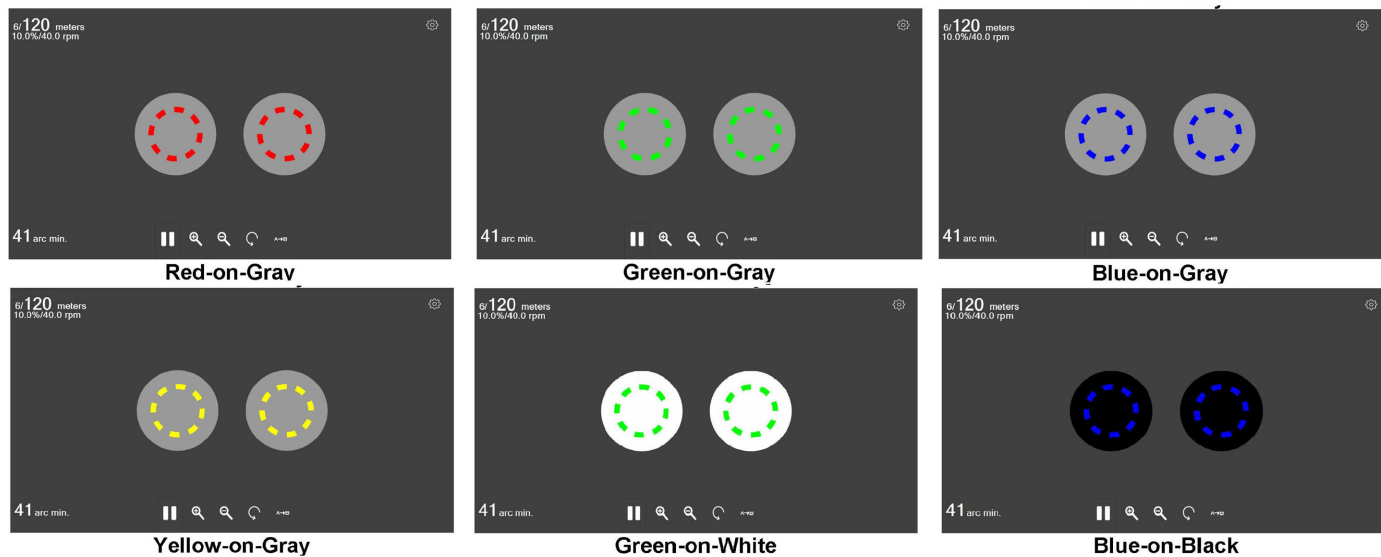 6/120 meters
10.0%/40.0 rpm
41 arc min.
A→B
Red-on-Gray
6/120 meters
10.0%/40.0 rpm
41 arc min.
A→B
Green-on-Gray
6/120 meters
10.0%/40.0 rpm
41 arc min.
A→B
Blue-on-Gray
6/120 meters
10.0%/40.0 rpm
41 arc min.
A→B
Yellow-on-Gray
6/120 meters
10.0%/40.0 rpm
41 arc min.
A→B
Green-on-White
6/120 meters
10.0%/40.0 rpm
41 arc min.
A→B
Blue-on-Black